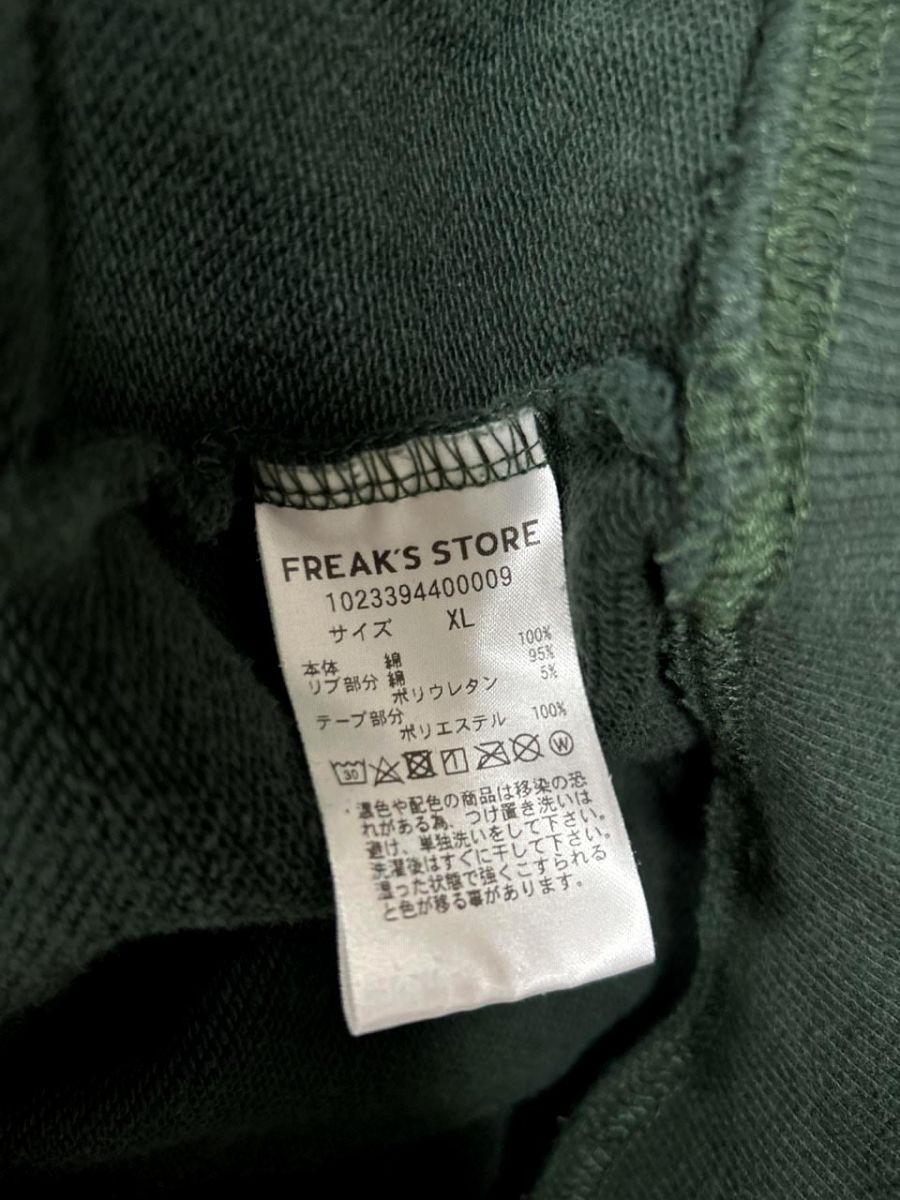 FREAK'S STORE
1023394400009
サイズ XL
本体 綿 100%
リブ部分 綿 95%
ポリウレタン 5%
テープ部分
ポリエステル 100%
30 W
・濃色や配色の商品は移染の恐
れがある為、つけ置き洗いは
避け、単独洗いをして下さい。
洗濯後はすぐに干して下さい。
湿った状態で強くこすられる
と色が移る事があります。